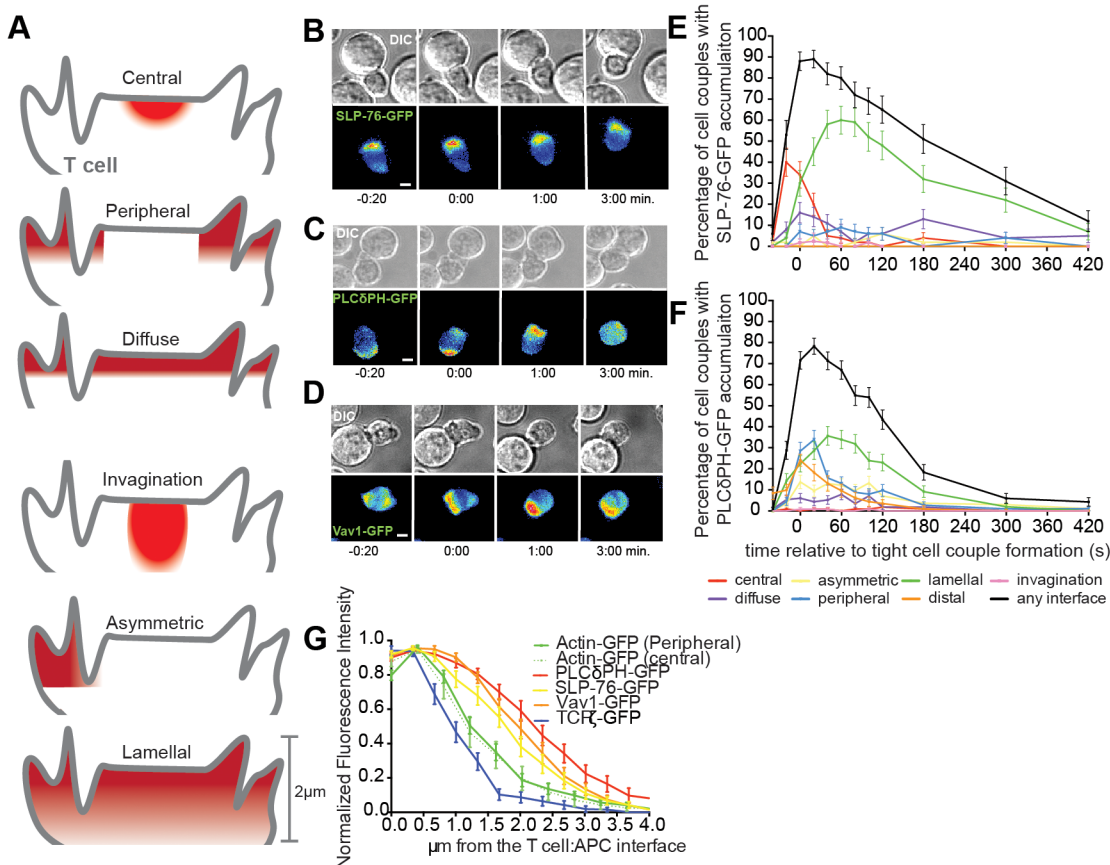 A
Central
T cell
Peripheral
Diffuse
Invagination
Asymmetric
Lamellal
2µm
B
DIC
SLP-76-GFP
-0:20 0:00 1:00 3:00 min.
C
DIC
PLCδPH-GFP
-0:20 0:00 1:00 3:00 min.
D
DIC
Vav1-GFP
-0:20 0:00 1:00 3:00 min.
E
Percentage of cell couples with
SLP-76-GFP accumulaiton
100
90
80
70
60
50
40
30
20
10
0
0 60 120 180 240 300 360 420
F
Percentage of cell couples with
PLCδPH-GFP accumulaiton
100
90
80
70
60
50
40
30
20
10
0
0 60 120 180 240 300 360 420
time relative to tight cell couple formation (s)
central asymmetric lamellal invagination
diffuse peripheral distal any interface
G
Normalized Fluorescence Intensity
1.0
0.8
0.6
0.4
0.2
0.0
0.0 0.5 1.0 1.5 2.0 2.5 3.0 3.5 4.0
µm from the T cell:APC interface
Actin-GFP (Peripheral)
Actin-GFP (central)
PLCδPH-GFP
SLP-76-GFP
Vav1-GFP
TCRζ-GFP